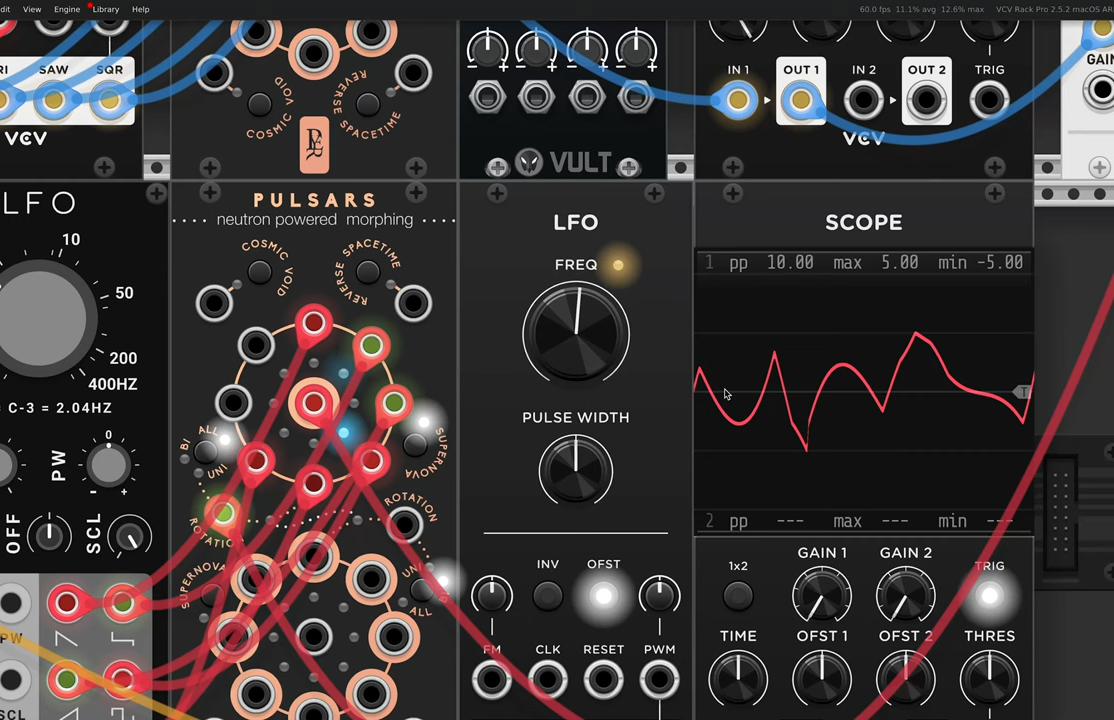 dit View Engine Library Help
60.0 fps 11.1% avg 12.6% max VCV Rack Pro 2.5.2 macOS AR
RI SAW SQR
VCV
COSMIC VOID
REVERSE SPACETIME
VULT
IN 1 OUT 1 IN 2 OUT 2 TRIG
VCV
GAIN
LFO
10
50
200
400HZ
C-3 = 2.04HZ
0
PW
- +
OFF
SCL
PW
SCL
PULSARS
neutron powered morphing
COSMIC VOID
REVERSE SPACETIME
BI ALL UNI
SUPERNOVA
ROTATION
ROTATION
SUPERNOVA
ALL
LFO
FREQ
PULSE WIDTH
INV OFST
FM CLK RESET PWM
SCOPE
1 pp 10.00 max 5.00 min -5.00
T
2 pp --- max --- min ---
1x2 GAIN 1 GAIN 2 TRIG
TIME OFST 1 OFST 2 THRES